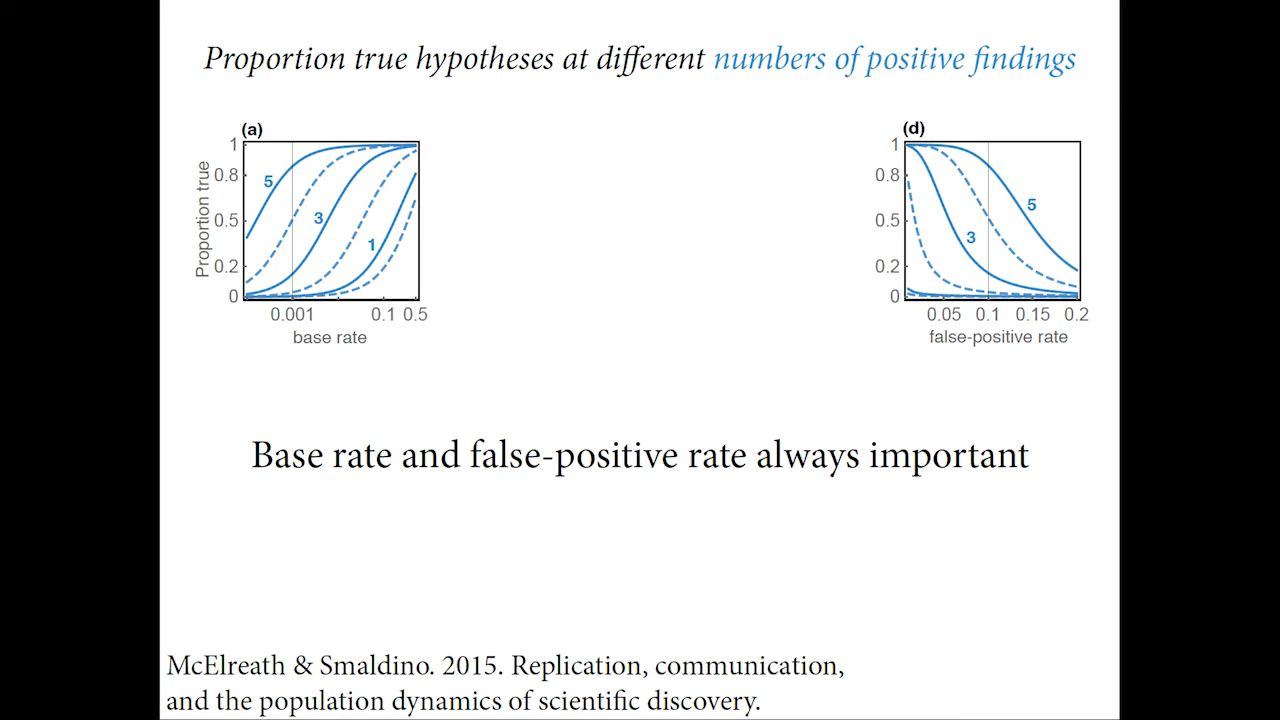 Proportion true hypotheses at different numbers of positive findings
(a)
Proportion true
1
0.8
0.5
0.2
0
5
3
1
0.001 0.1 0.5
base rate
(d)
1
0.8
0.5
0.2
0
5
3
0.05 0.1 0.15 0.2
false-positive rate
Base rate and false-positive rate always important
McElreath & Smaldino. 2015. Replication, communication,
and the population dynamics of scientific discovery.